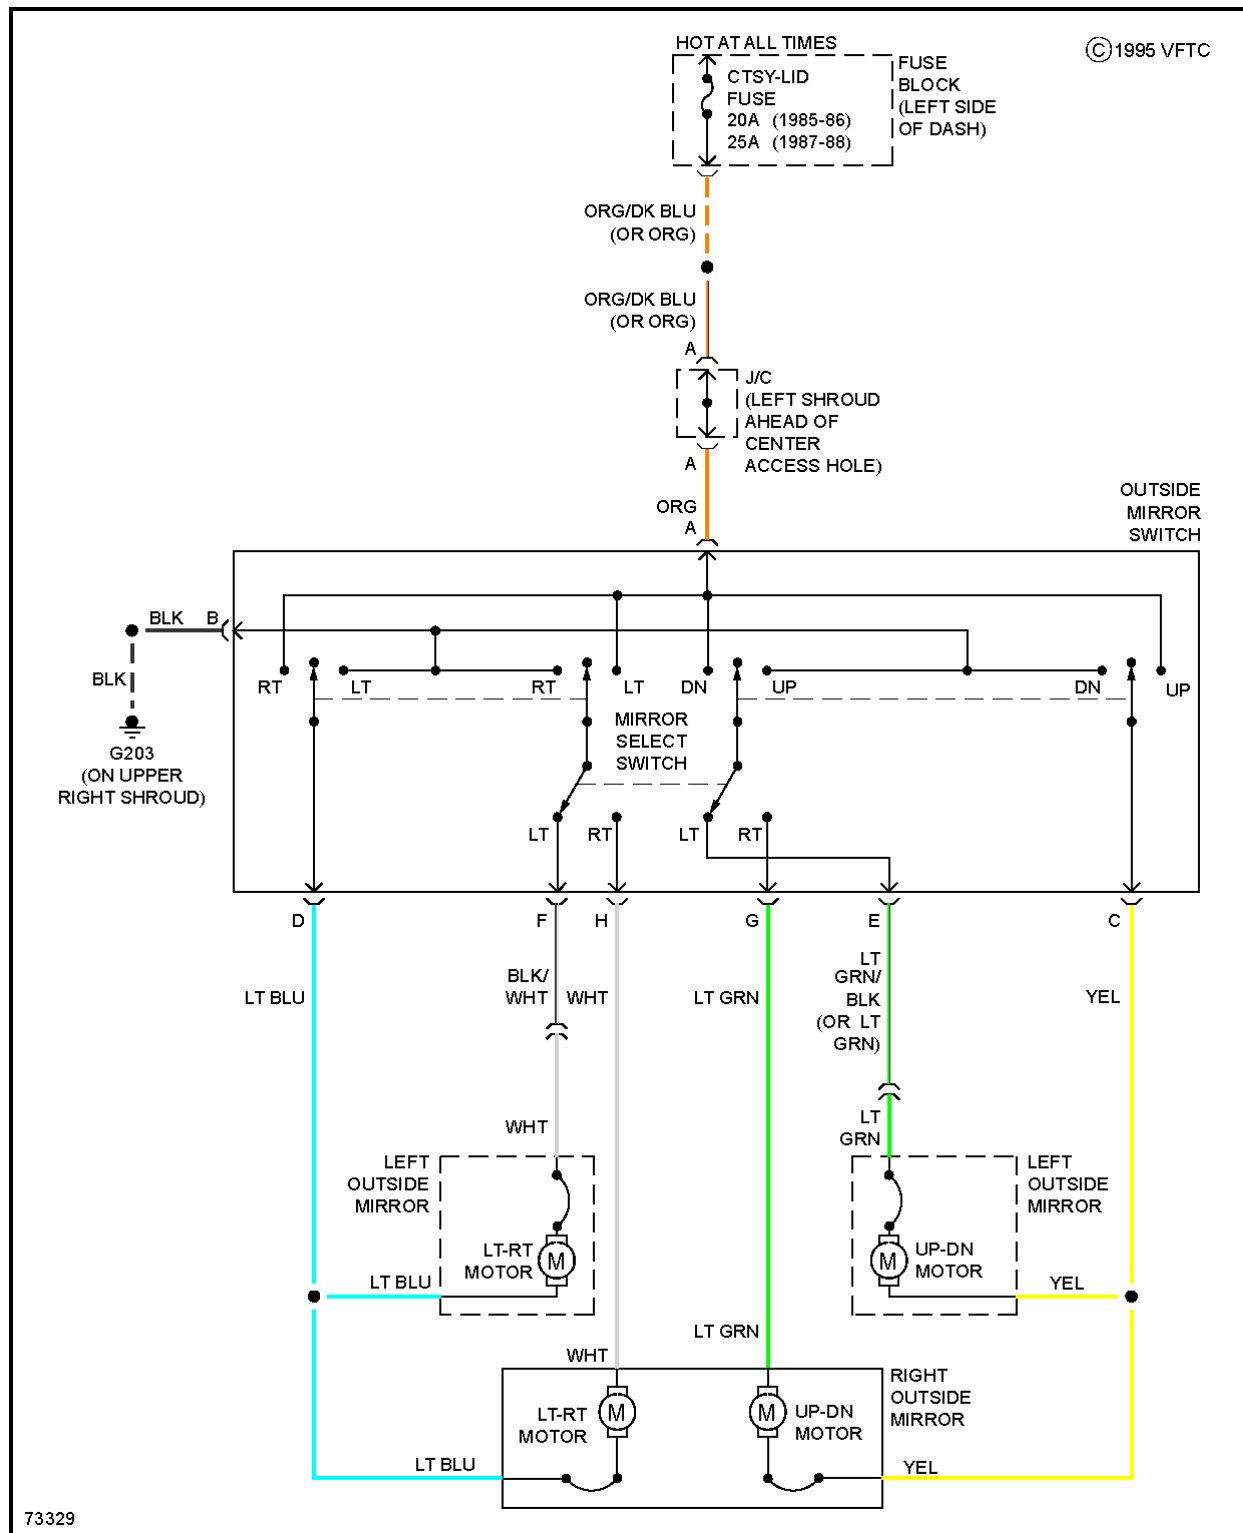 HOT AT ALL TIMES
© 1995 VFTC
CTSY-LID
FUSE
20A (1985-86)
25A (1987-88)
FUSE
BLOCK
(LEFT SIDE
OF DASH)
ORG/DK BLU
(OR ORG)
ORG/DK BLU
(OR ORG)
A
J/C
(LEFT SHROUD
AHEAD OF
CENTER
ACCESS HOLE)
A
ORG
A
OUTSIDE
MIRROR
SWITCH
BLK B
BLK
G203
(ON UPPER
RIGHT SHROUD)
RT LT RT LT DN UP DN UP
MIRROR
SELECT
SWITCH
LT RT LT RT
D F H G E C
LT BLU
BLK/
WHT
WHT
LT GRN
LT
GRN/
BLK
(OR LT
GRN)
YEL
WHT
LT
GRN
LEFT
OUTSIDE
MIRROR
LT-RT
MOTOR
M
LT BLU
M
UP-DN
MOTOR
LEFT
OUTSIDE
MIRROR
YEL
WHT
LT GRN
LT-RT
MOTOR
M
M
UP-DN
MOTOR
RIGHT
OUTSIDE
MIRROR
LT BLU
YEL
73329